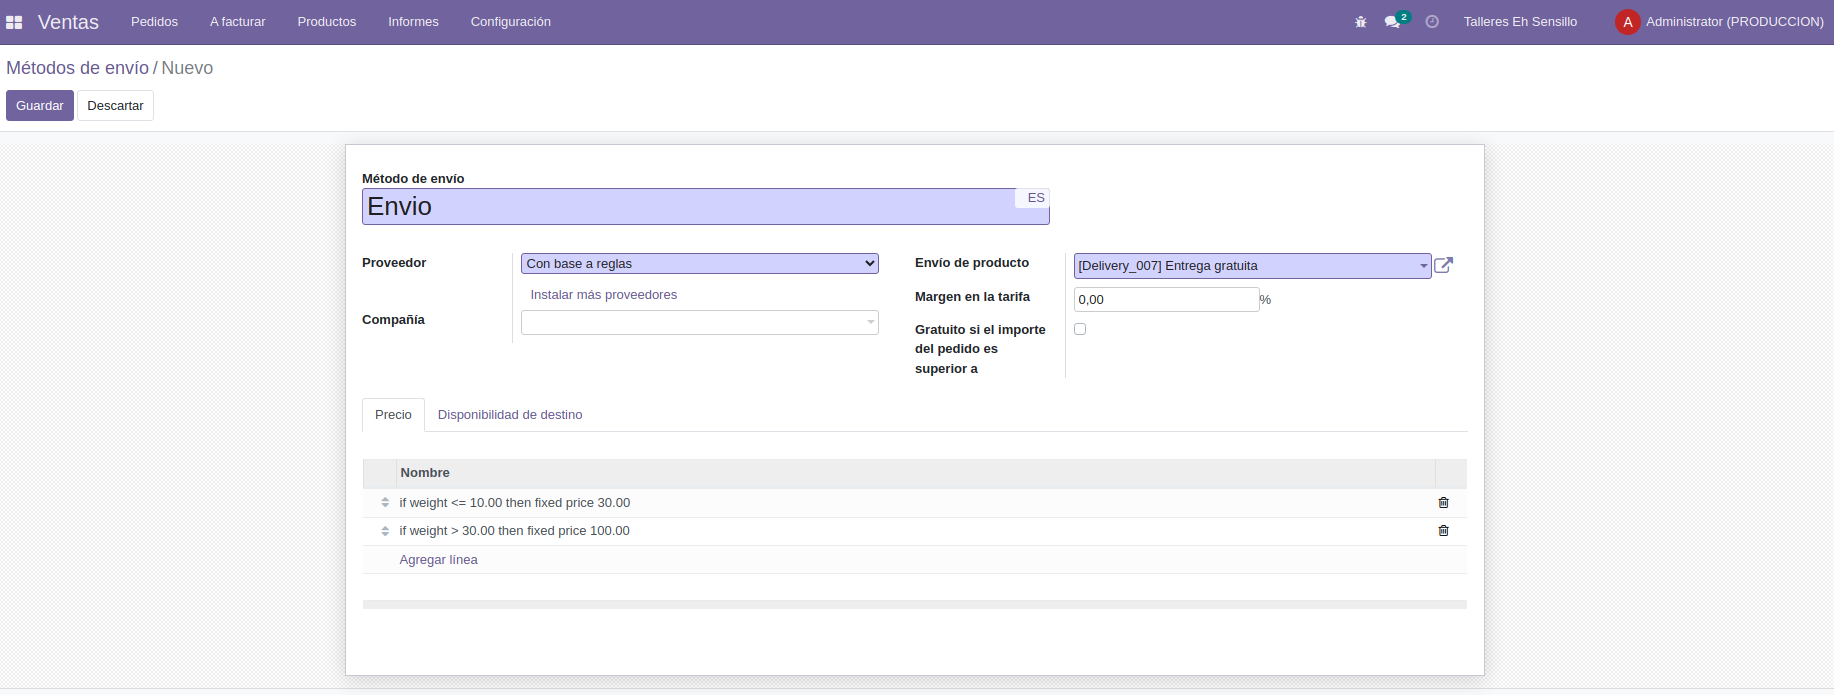 Ventas Pedidos A facturar Productos Informes Configuración 2 Talleres Eh Sensillo A Administrator (PRODUCCION)
Métodos de envío / Nuevo
Guardar Descartar
Método de envío
Envio ES
Proveedor Con base a reglas
Instalar más proveedores
Compañía
Envío de producto [Delivery_007] Entrega gratuita
Margen en la tarifa 0,00 %
Gratuito si el importe
del pedido es
superior a
Precio Disponibilidad de destino
Nombre
if weight <= 10.00 then fixed price 30.00
if weight > 30.00 then fixed price 100.00
Agregar línea